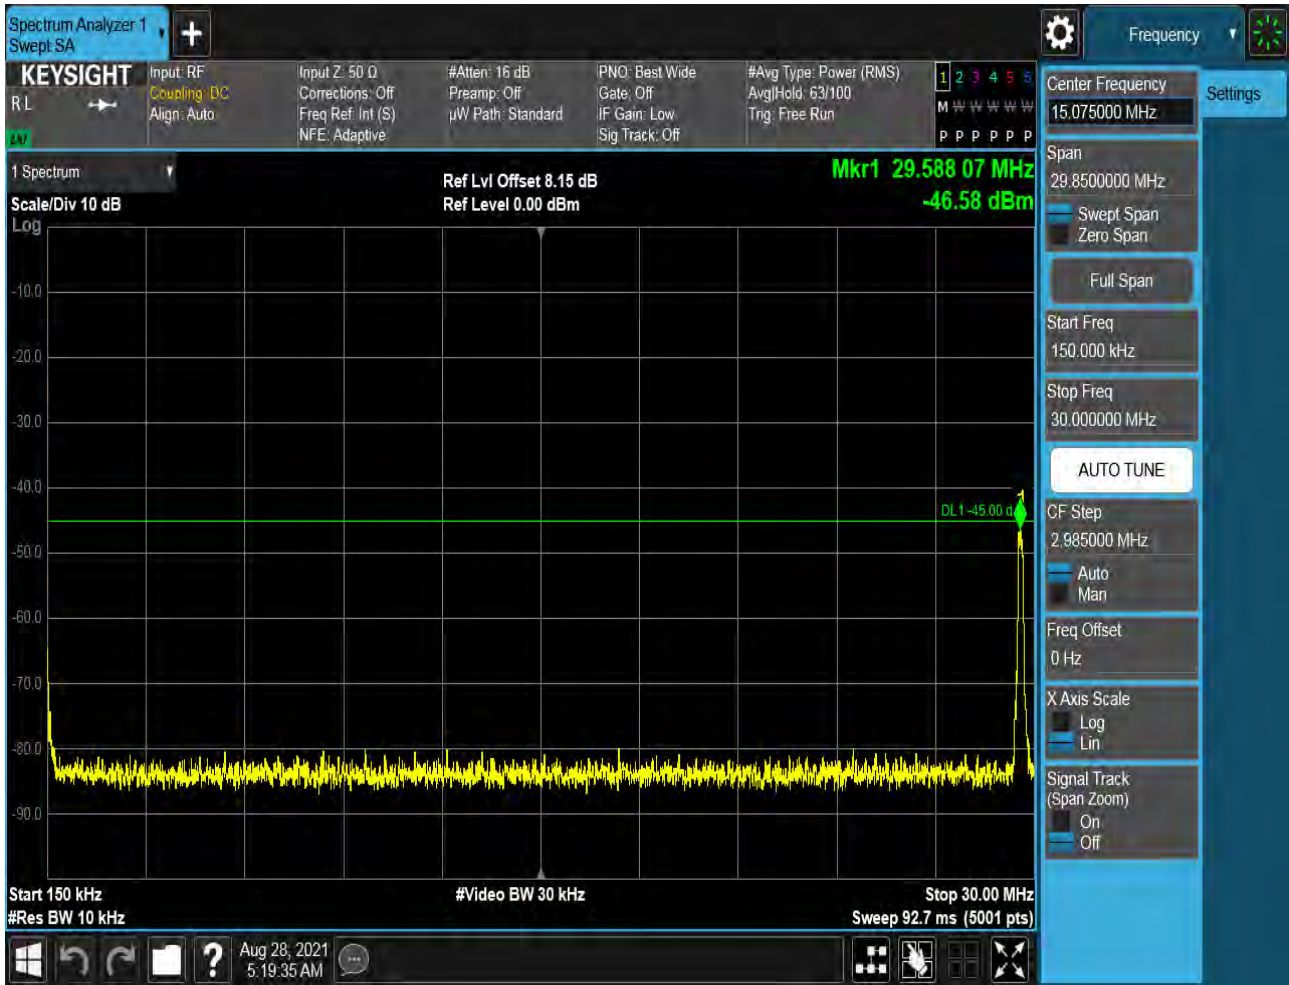 Spectrum Analyzer 1
Swept SA
Frequency
KEYSIGHT
R L
Input: RF
Coupling: DC
Align: Auto
Input Z: 50 Ω
Corrections: Off
Freq Ref: Int (S)
NFE: Adaptive
#Atten: 16 dB
Preamp: Off
µW Path: Standard
PNO: Best Wide
Gate: Off
IF Gain: Low
Sig Track: Off
#Avg Type: Power (RMS)
Avg|Hold: 63/100
Trig: Free Run
1 2 3 4 5 6
M W W W W W
P P P P P P
1 Spectrum
Scale/Div 10 dB
Log
Ref Lvl Offset 8.15 dB
Ref Level 0.00 dBm
Mkr1 29.588 07 MHz
-46.58 dBm
-10.0
-20.0
-30.0
-40.0
-50.0
-60.0
-70.0
-80.0
-90.0
1
DL1 -45.00 d
Start 150 kHz
#Res BW 10 kHz
#Video BW 30 kHz
Stop 30.00 MHz
Sweep 92.7 ms (5001 pts)
Center Frequency
15.075000 MHz
Settings
Span
29.8500000 MHz
Swept Span
Zero Span
Full Span
Start Freq
150.000 kHz
Stop Freq
30.000000 MHz
AUTO TUNE
CF Step
2.985000 MHz
Auto
Man
Freq Offset
0 Hz
X Axis Scale
Log
Lin
Signal Track
(Span Zoom)
On
Off
?
Aug 28, 2021
5:19:35 AM